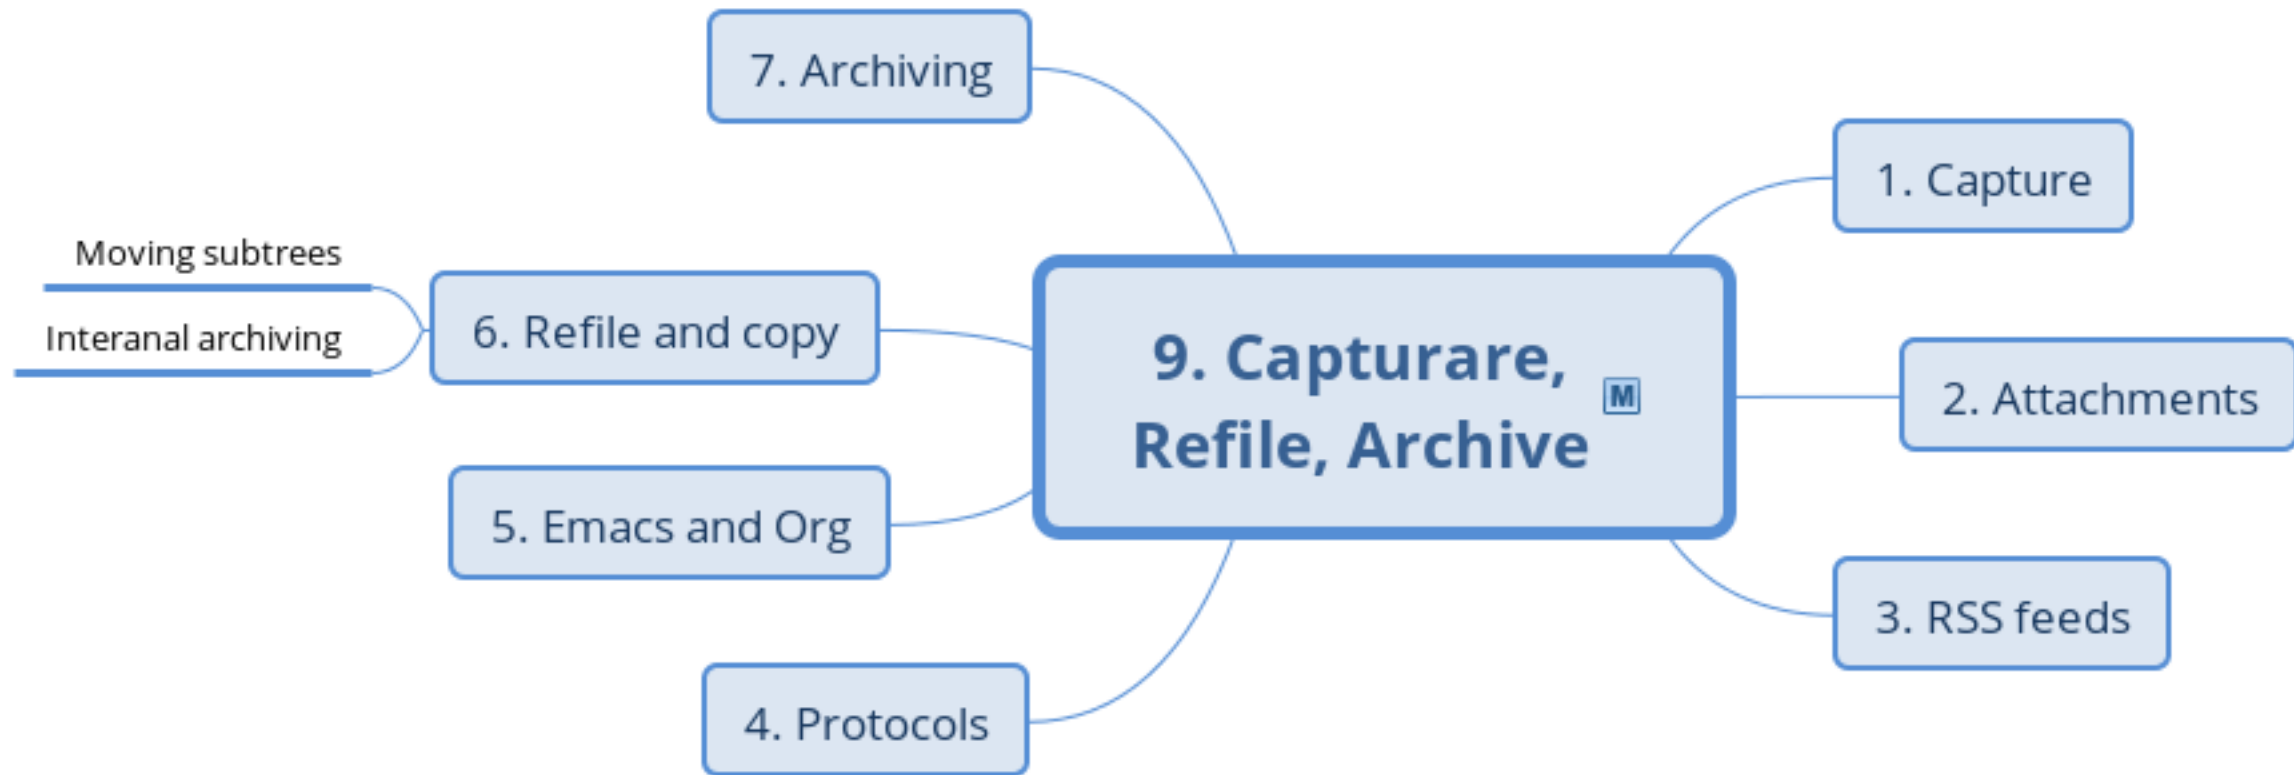 7. Archiving
1. Capture
Moving subtrees
6. Refile and copy
Interanal archiving
9. Capturare,
Refile, Archive
M
2. Attachments
5. Emacs and Org
3. RSS feeds
4. Protocols